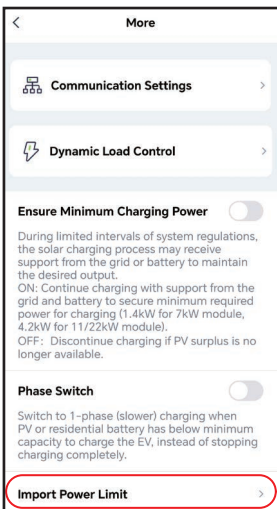 More
Communication Settings
Dynamic Load Control
Ensure Minimum Charging Power
During limited intervals of system regulations,
the solar charging process may receive
support from the grid or battery to maintain
the desired output.
ON: Continue charging with support from the
grid and battery to secure minimum required
power for charging (1.4kW for 7kW module,
4.2kW for 11/22kW module).
OFF: Discontinue charging if PV surplus is no
longer available.
Phase Switch
Switch to 1-phase (slower) charging when
PV or residential battery has below minimum
capacity to charge the EV, instead of stopping
charging completely.
Import Power Limit